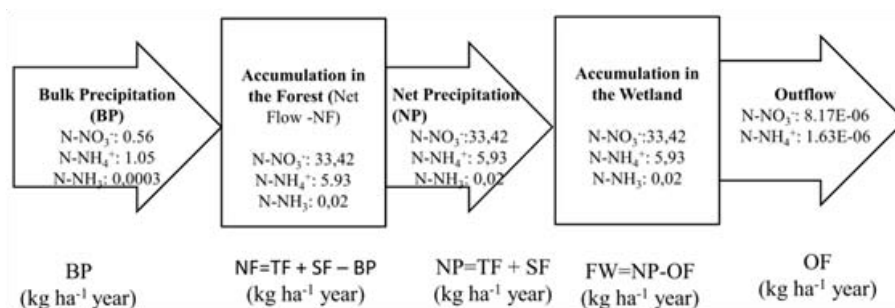 Bulk Precipitation
(BP)
N-NO₃⁻: 0.56
N-NH₄⁺: 1.05
N-NH₃: 0,0003
Accumulation in
the Forest (Net
Flow -NF)
N-NO₃⁻: 33,42
N-NH₄⁺: 5.93
N-NH₃: 0,02
Net Precipitation
(NP)
N-NO₃⁻:33,42
N-NH₄⁺: 5,93
N-NH₃: 0,02
Accumulation in
the Wetland
N-NO₃⁻:33,42
N-NH₄⁺: 5,93
N-NH₃: 0,02
Outflow
N-NO₃⁻: 8.17E-06
N-NH₄⁺: 1.63E-06
BP
(kg ha⁻¹ year)
NF=TF + SF – BP
(kg ha⁻¹ year)
NP=TF + SF
(kg ha⁻¹ year)
FW=NP-OF
(kg ha⁻¹ year)
OF
(kg ha⁻¹ year)